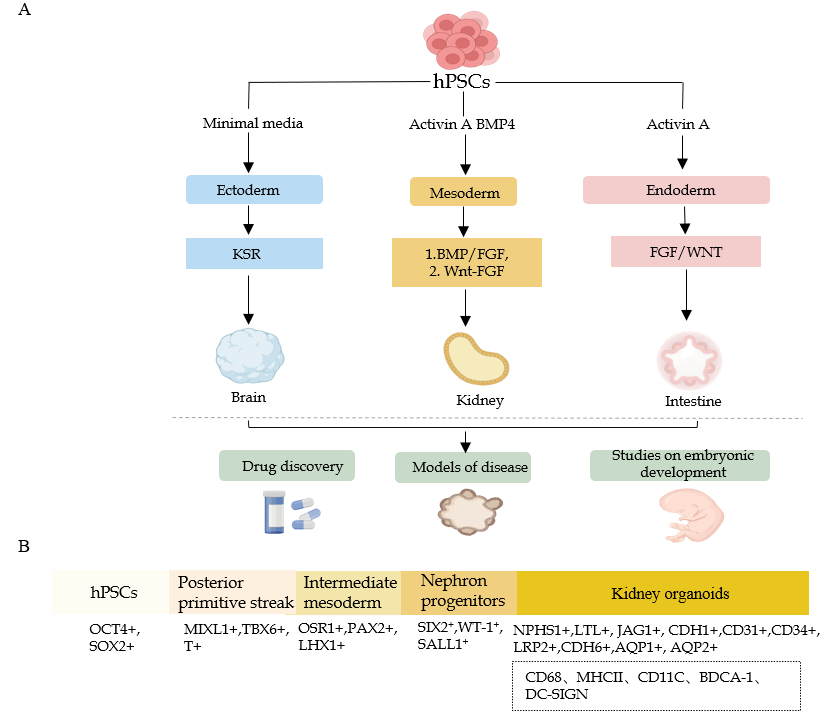 A
hPSCs
Minimal media
Activin A BMP4
Activin A
Ectoderm
Mesoderm
Endoderm
KSR
1.BMP/FGF,
2. Wnt-FGF
FGF/WNT
Brain
Kidney
Intestine
Drug discovery
Models of disease
Studies on embryonic
development
B
hPSCs
Posterior
primitive streak
Intermediate
mesoderm
Nephron
progenitors
Kidney organoids
OCT4+,
SOX2+
MIXL1+,TBX6+,
T+
OSR1+,PAX2+,
LHX1+
SIX2⁺,WT-1⁺,
SALL1⁺
NPHS1+,LTL+, JAG1+, CDH1+,CD31+,CD34+,
LRP2+,CDH6+,AQP1+, AQP2+
CD68、MHCII、CD11C、BDCA-1、
DC-SIGN